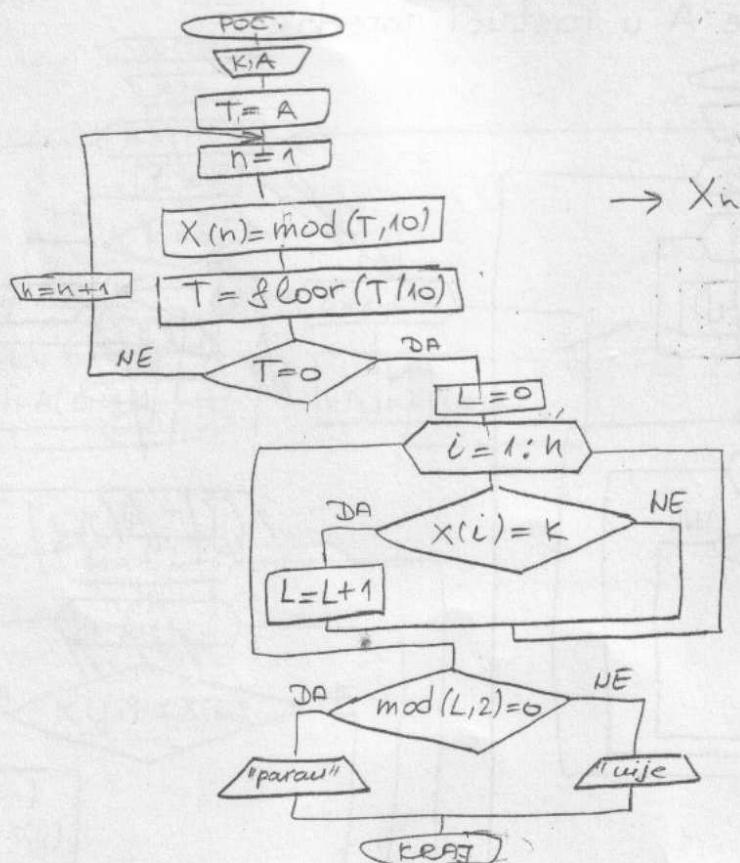 POC.
K,A
T = A
n = 1
X(n) = mod(T,10)
→ Xn
n = n+1
T = floor(T/10)
NE
T=0
DA
L=0
i = 1 : n
DA
X(i) = K
NE
L=L+1
DA
mod(L,2)=0
NE
"paran"
"nije
KRAJ